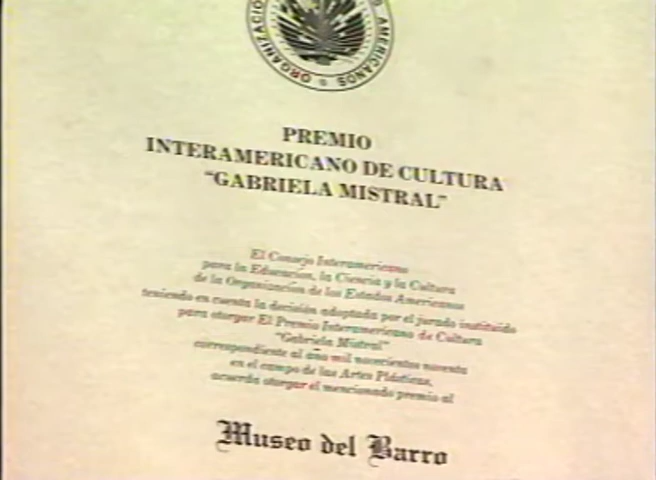 ORGANIZACIÓ
AMERICANOS
PREMIO
INTERAMERICANO DE CULTURA
"GABRIELA MISTRAL"
El Consejo Interamericano
para la Educación, la Ciencia y la Cultura
de la Organización de los Estados Americanos
teniendo en cuenta la decisión adoptada por el jurado instituido
para otorgar El Premio Interamericano de Cultura
"Gabriela Mistral"
correspondiente al año mil novecientos noventa
en el campo de las Artes Plásticas,
acuerda otorgar el mencionado premio al
Museo del Barro